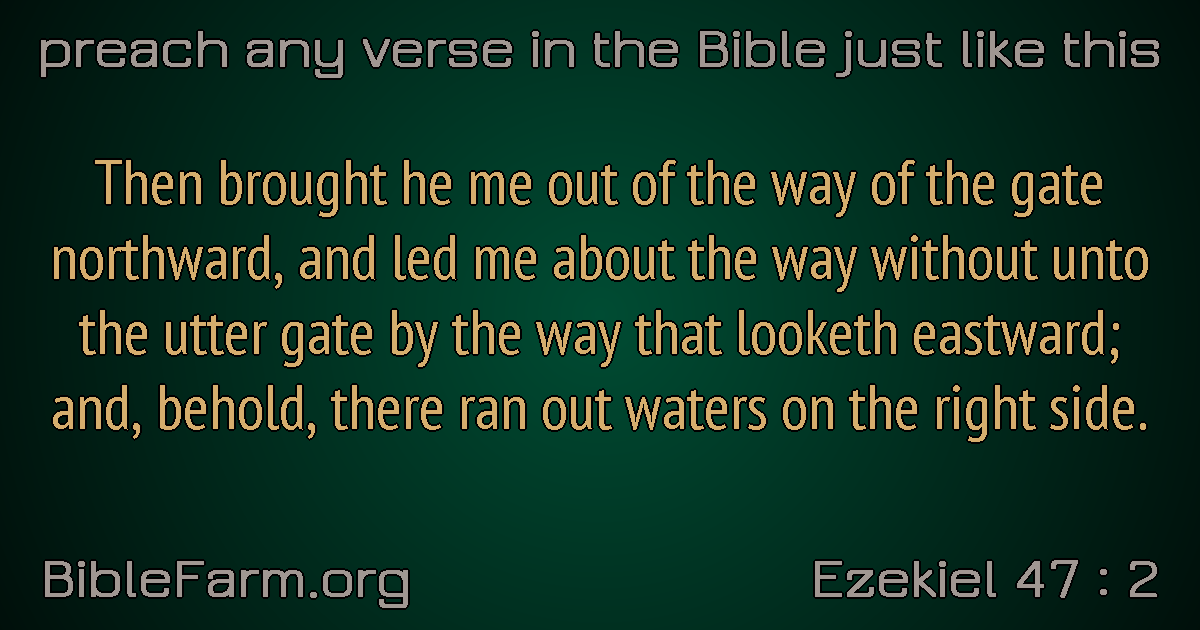 preach any verse in the Bible just like this
Then brought he me out of the way of the gate
northward, and led me about the way without unto
the utter gate by the way that looketh eastward;
and, behold, there ran out waters on the right side.
BibleFarm.org
Ezekiel 47 : 2